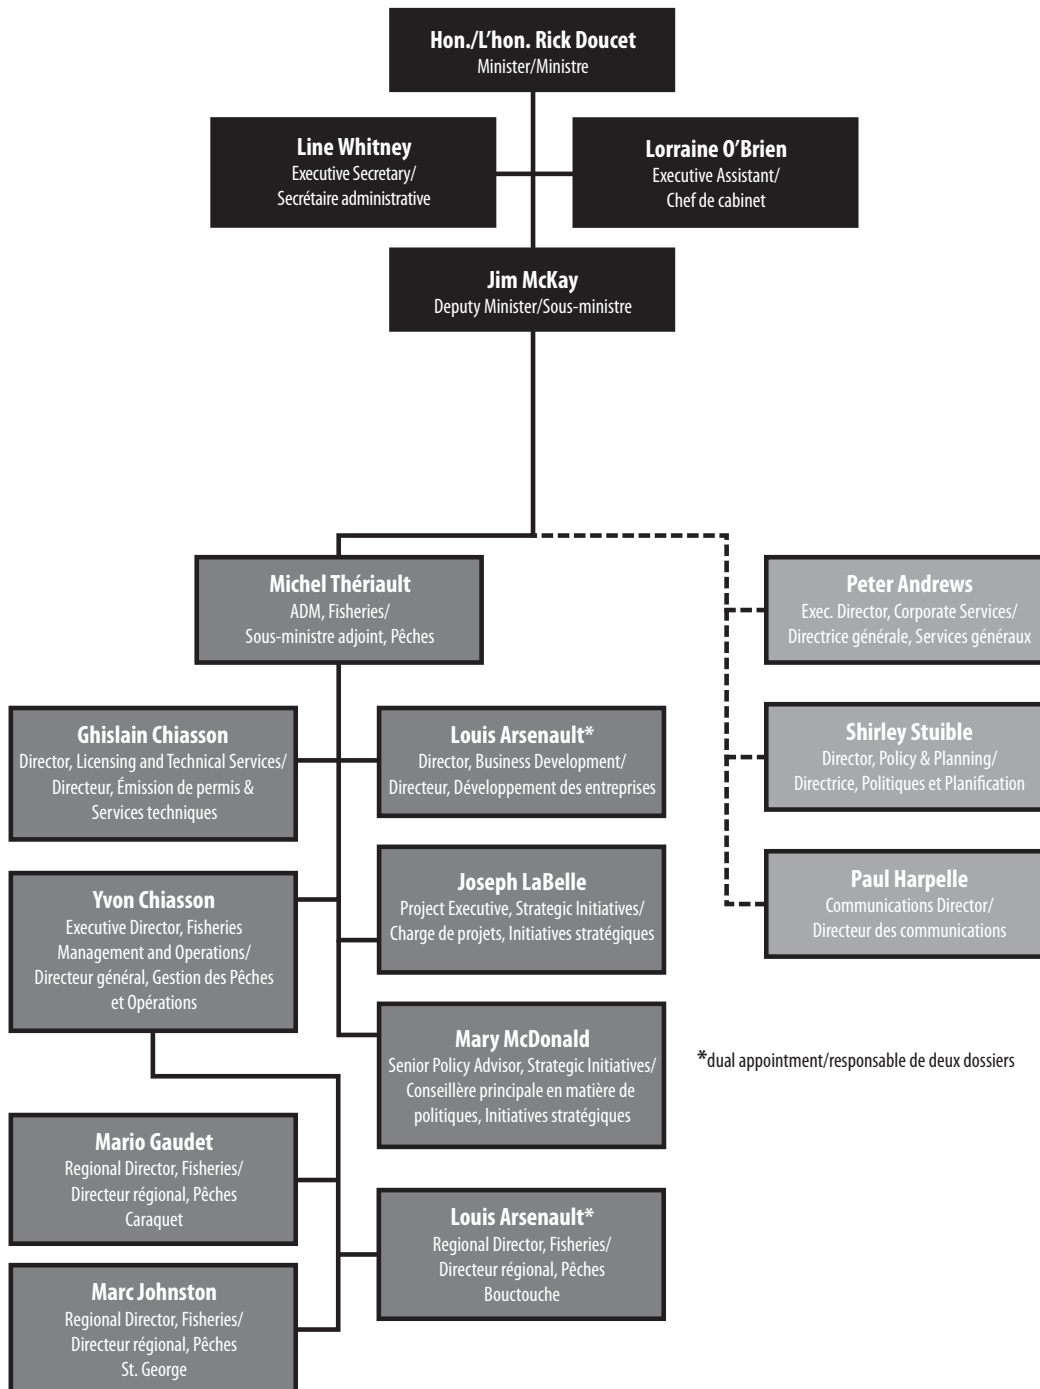 Hon./L'hon. Rick Doucet
Minister/Ministre
Line Whitney
Executive Secretary/
Secrétaire administrative
Lorraine O'Brien
Executive Assistant/
Chef de cabinet
Jim McKay
Deputy Minister/Sous-ministre
Michel Thériault
ADM, Fisheries/
Sous-ministre adjoint, Pêches
Peter Andrews
Exec. Director, Corporate Services/
Directrice générale, Services généraux
Ghislain Chiasson
Director, Licensing and Technical Services/
Directeur, Émission de permis &
Services techniques
Louis Arsenault*
Director, Business Development/
Directeur, Développement des entreprises
Shirley Stuible
Director, Policy & Planning/
Directrice, Politiques et Planification
Yvon Chiasson
Executive Director, Fisheries
Management and Operations/
Directeur général, Gestion des Pêches
et Opérations
Joseph LaBelle
Project Executive, Strategic Initiatives/
Charge de projets, Initiatives stratégiques
Paul Harpelle
Communications Director/
Directeur des communications
Mary McDonald
Senior Policy Advisor, Strategic Initiatives/
Conseillère principale en matière de
politiques, Initiatives stratégiques
*dual appointment/responsable de deux dossiers
Mario Gaudet
Regional Director, Fisheries/
Directeur régional, Pêches
Caraquet
Louis Arsenault*
Regional Director, Fisheries/
Directeur régional, Pêches
Bouctouche
Marc Johnston
Regional Director, Fisheries/
Directeur régional, Pêches
St. George